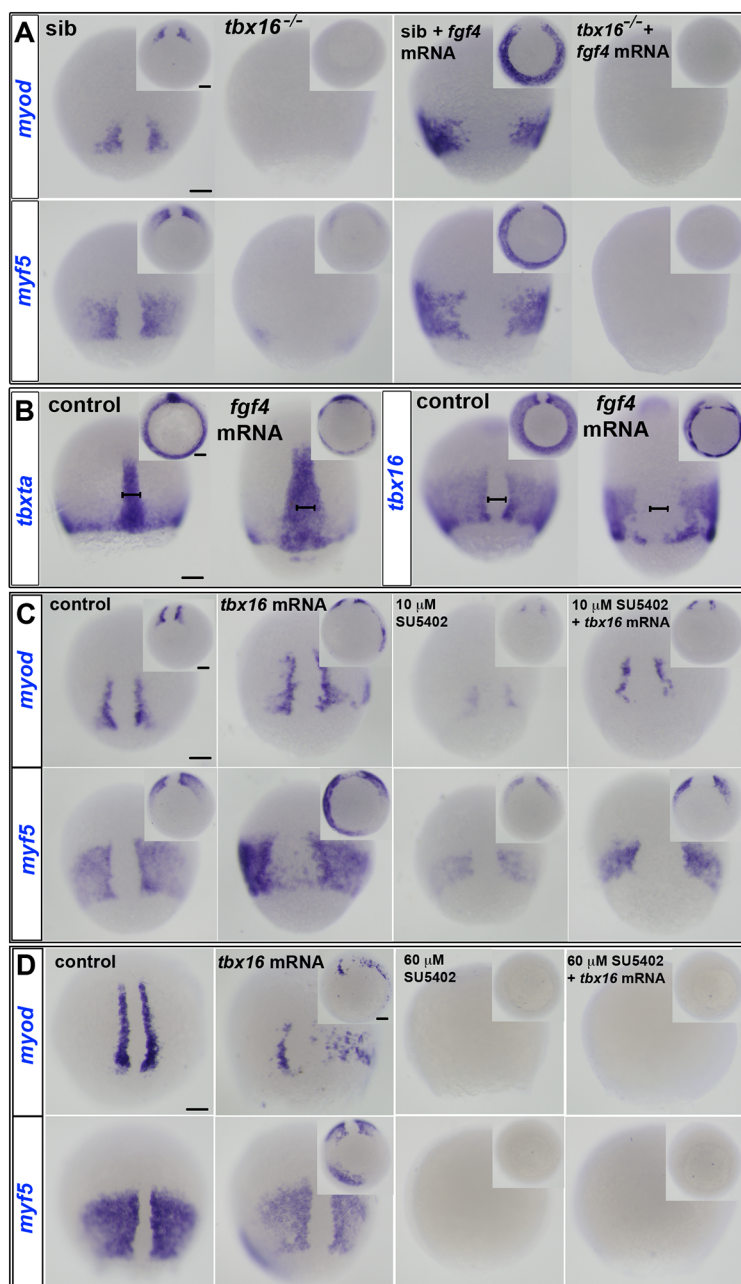 A
sib
tbx16-/-
sib + fgf4
mRNA
tbx16-/- +
fgf4 mRNA
myod
myf5
B
control
fgf4
mRNA
control
fgf4
mRNA
tbxta
tbx16
C
control
tbx16 mRNA
10 µM
SU5402
10 µM SU5402
+ tbx16 mRNA
myod
myf5
D
control
tbx16 mRNA
60 µM
SU5402
60 µM SU5402
+ tbx16 mRNA
myod
myf5